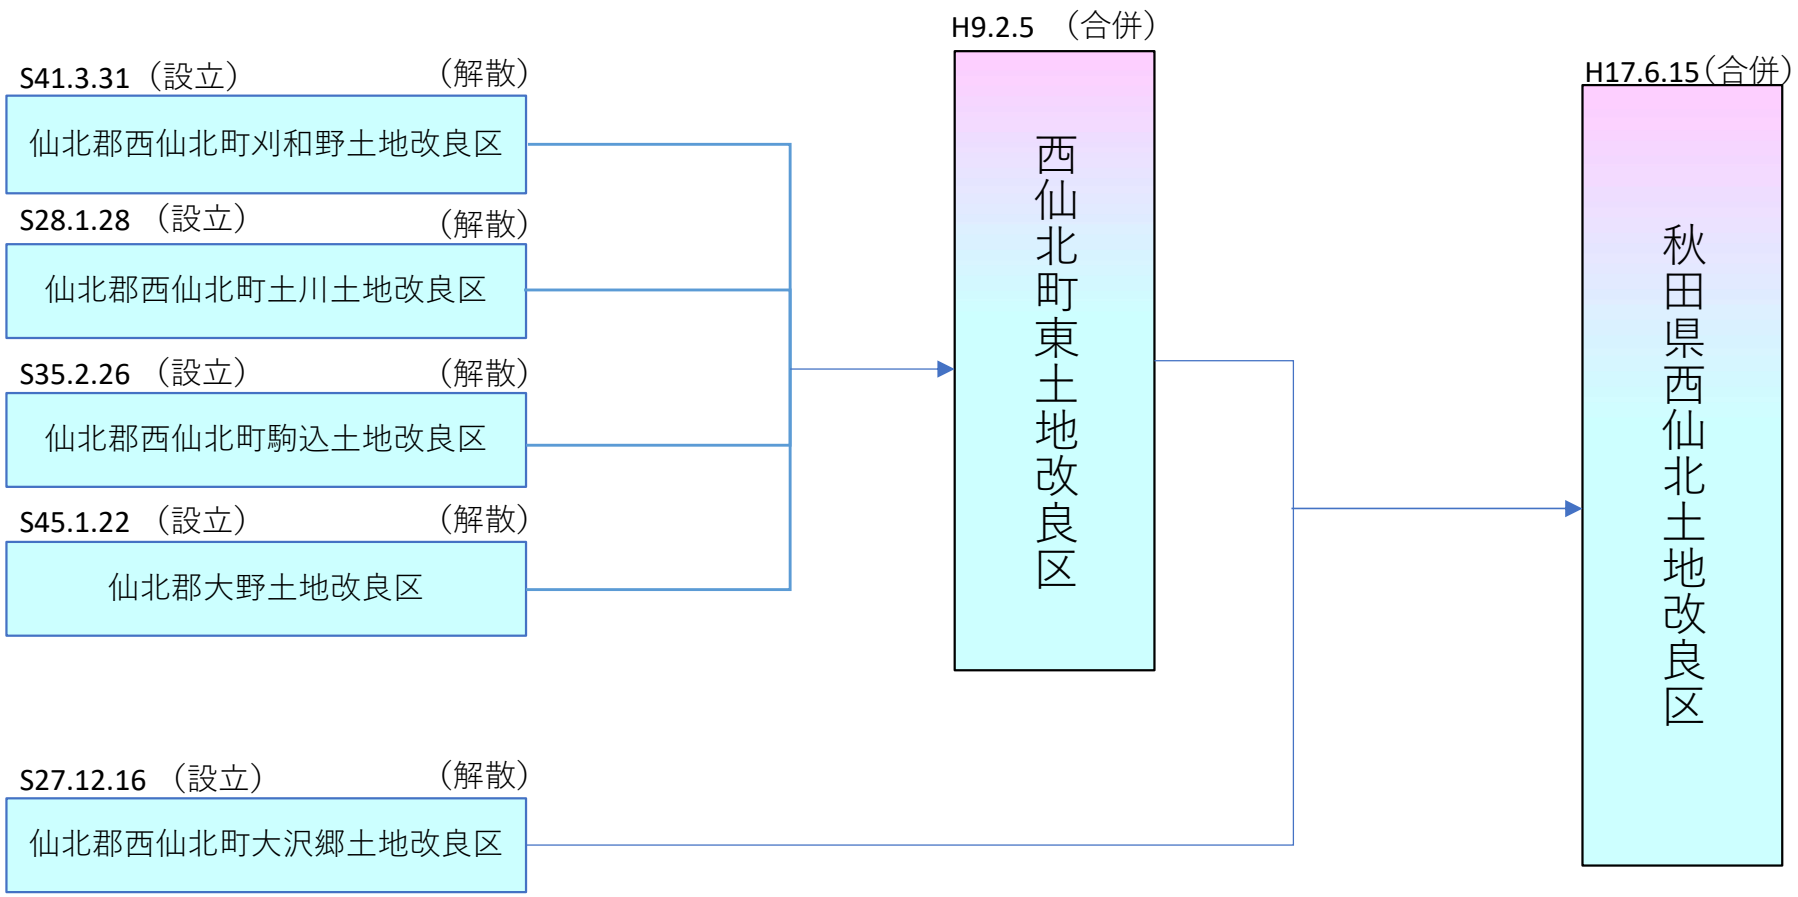 S41.3.31（設立）　（解散）
仙北郡西仙北町刈和野土地改良区
S28.1.28 （設立）　（解散）
仙北郡西仙北町土川土地改良区
S35.2.26 （設立）　（解散）
仙北郡西仙北町駒込土地改良区
S45.1.22 （設立）　（解散）
仙北郡大野土地改良区
S27.12.16 （設立）　（解散）
仙北郡西仙北町大沢郷土地改良区
H9.2.5 （合併）
西仙北町東土地改良区
H17.6.15（合併）
秋田県西仙北土地改良区